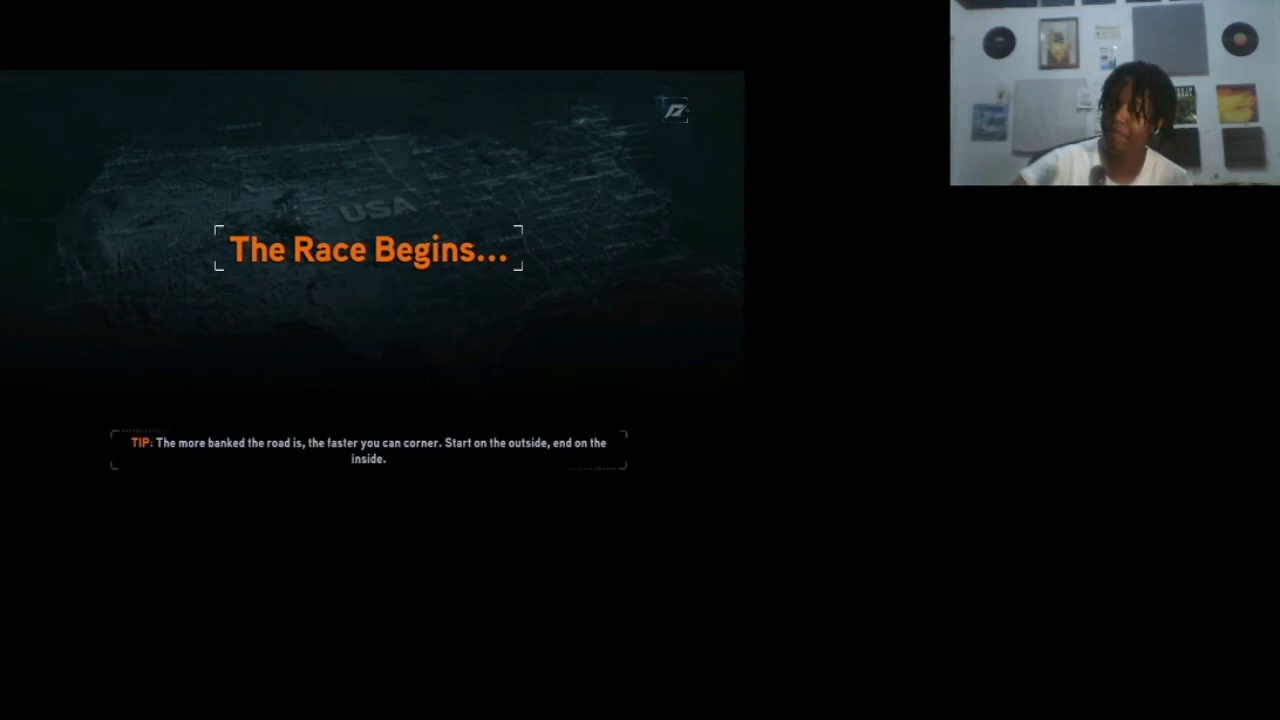 USA
The Race Begins...
TIP: The more banked the road is, the faster you can corner. Start on the outside, end on the
inside.